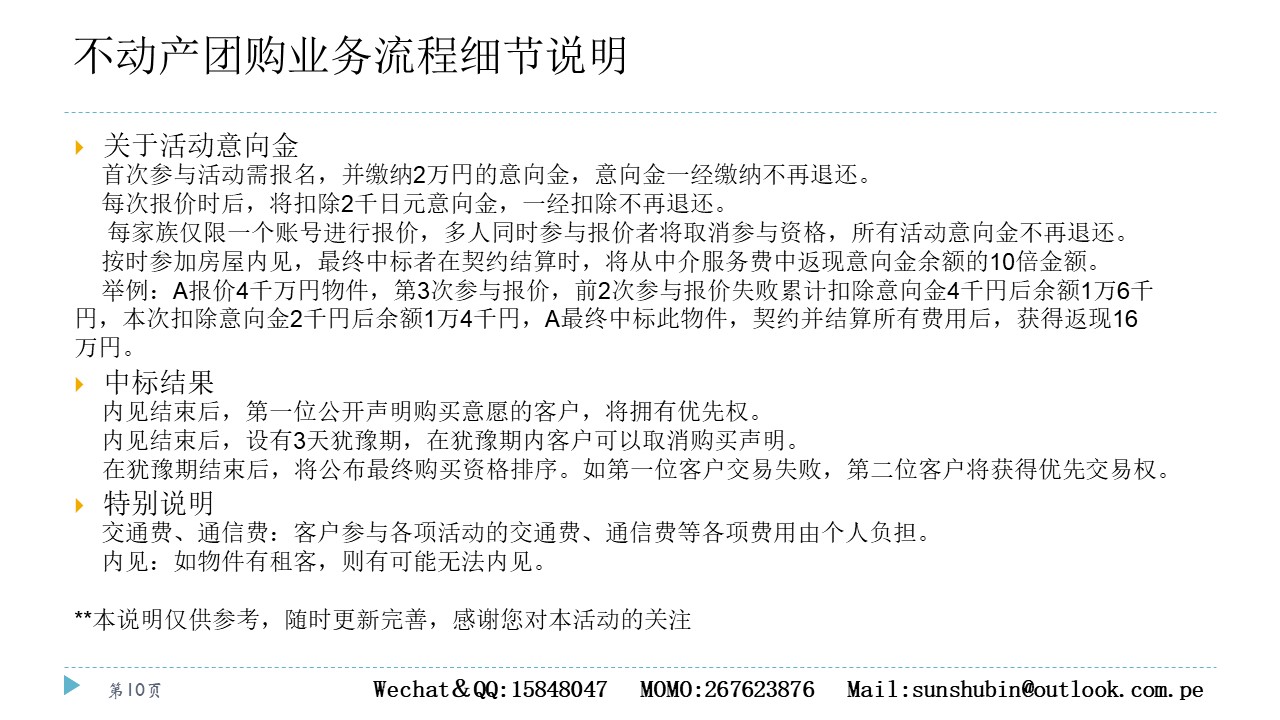 不动产团购业务流程细节说明
关于活动意向金
首次参与活动需报名，并缴纳2万円的意向金，意向金一经缴纳不再退还。
每次报价时后，将扣除2千日元意向金，一经扣除不再退还。
每家族仅限一个账号进行报价，多人同时参与报价者将取消参与资格，所有活动意向金不再退还。
按时参加房屋内见，最终中标者在契约结算时，将从中介服务费中返现意向金余额的10倍金额。
举例：A报价4千万円物件，第3次参与报价，前2次参与报价失败累计扣除意向金4千円后余额1万6千
円，本次扣除意向金2千円后余额1万4千円，A最终中标此物件，契约并结算所有费用后，获得返现16
万円。
中标结果
内见结束后，第一位公开声明购买意愿的客户，将拥有优先权。
内见结束后，设有3天犹豫期，在犹豫期内客户可以取消购买声明。
在犹豫期结束后，将公布最终购买资格排序。如第一位客户交易失败，第二位客户将获得优先交易权。
特别说明
交通费、通信费：客户参与各项活动的交通费、通信费等各项费用由个人负担。
内见：如物件有租客，则有可能无法内见。
**本说明仅供参考，随时更新完善，感谢您对本活动的关注
第10页
Wechat&QQ:15848047 MOMO:267623876 Mail:sunshubin@outlook.com.pe